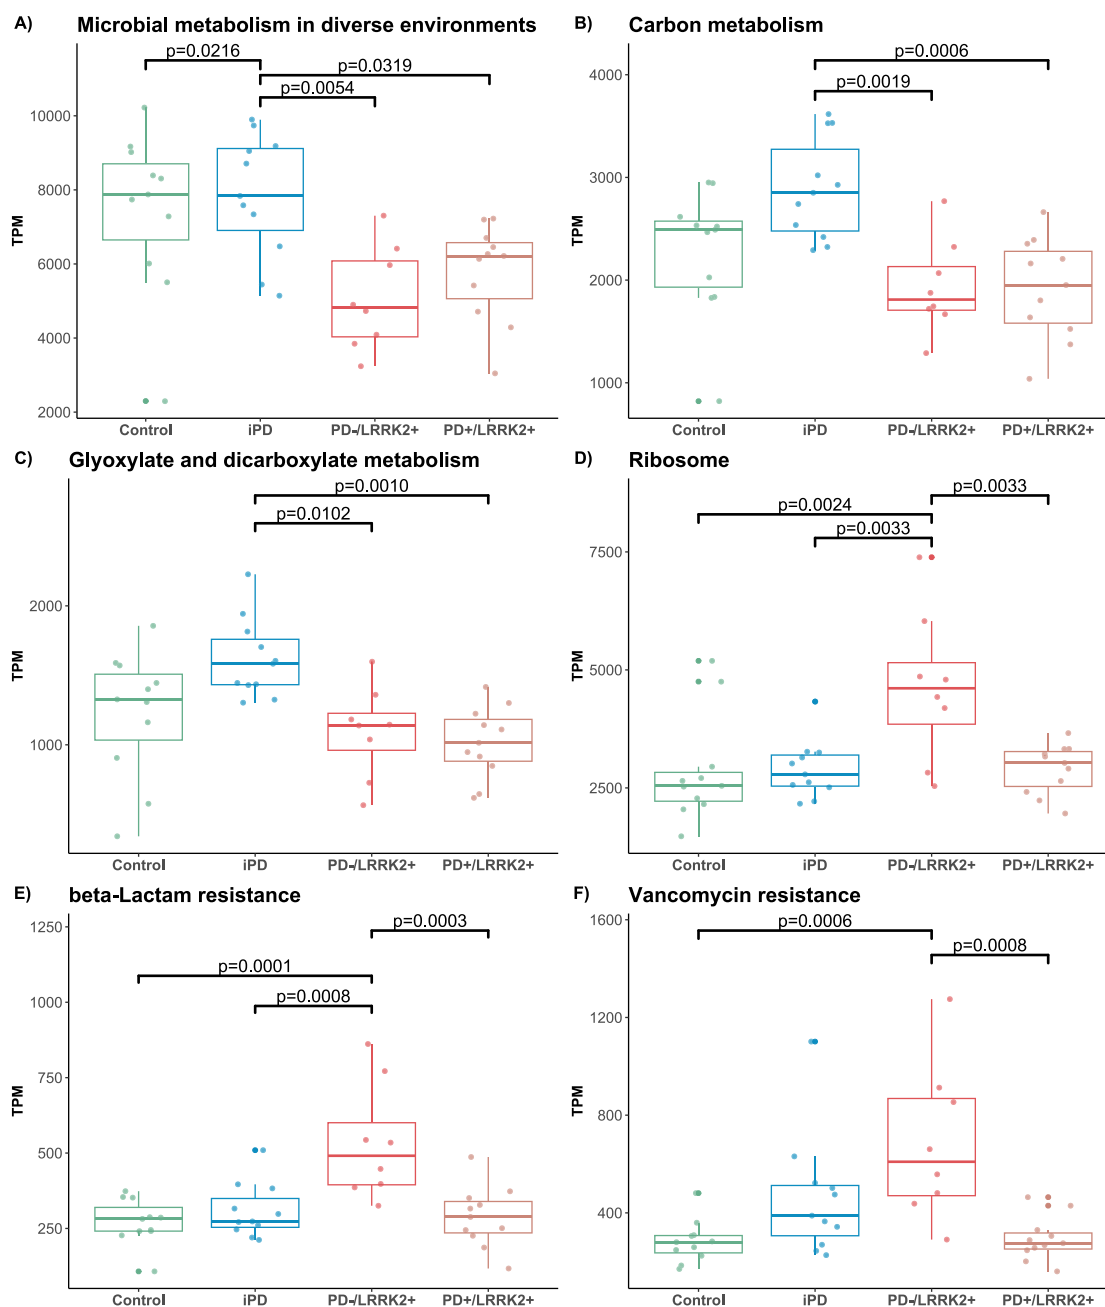 A) Microbial metabolism in diverse environments
p=0.0216
p=0.0319
p=0.0054
TPM
10000
8000
6000
4000
2000
Control iPD PD-/LRRK2+ PD+/LRRK2+
B) Carbon metabolism
p=0.0006
p=0.0019
TPM
4000
3000
2000
1000
Control iPD PD-/LRRK2+ PD+/LRRK2+
C) Glyoxylate and dicarboxylate metabolism
p=0.0010
p=0.0102
TPM
2000
1000
Control iPD PD-/LRRK2+ PD+/LRRK2+
D) Ribosome
p=0.0033
p=0.0024
p=0.0033
TPM
7500
5000
2500
Control iPD PD-/LRRK2+ PD+/LRRK2+
E) beta-Lactam resistance
p=0.0003
p=0.0001
p=0.0008
TPM
1250
1000
750
500
250
Control iPD PD-/LRRK2+ PD+/LRRK2+
F) Vancomycin resistance
p=0.0006
p=0.0008
TPM
1600
1200
800
400
Control iPD PD-/LRRK2+ PD+/LRRK2+